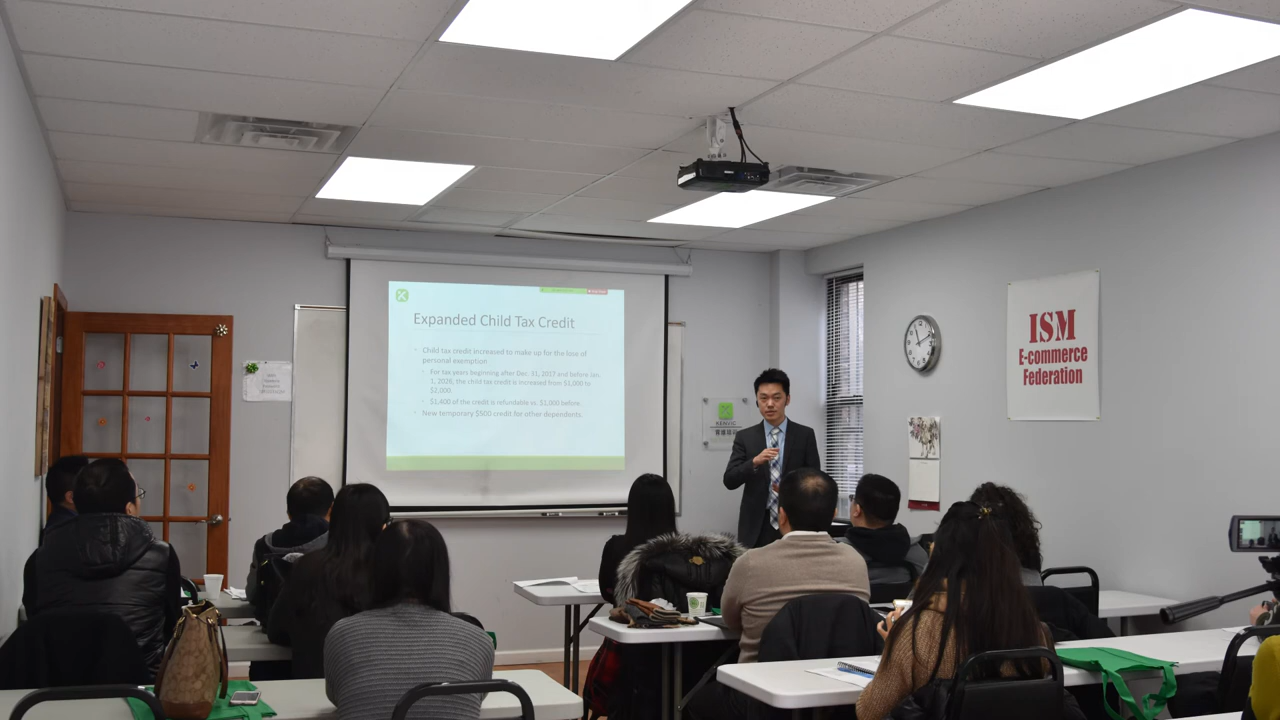 Expanded Child Tax Credit
Child tax credit increased to make up for the loss of
personal exemption
For tax years beginning after Dec. 31, 2017 and before Jan.
1, 2026, the child tax credit is increased from $1,000 to
$2,000.
$1,400 of the credit is refundable vs. $1,000 before.
New temporary $500 credit for other dependents.
KENVIC
ISM
E-commerce
Federation